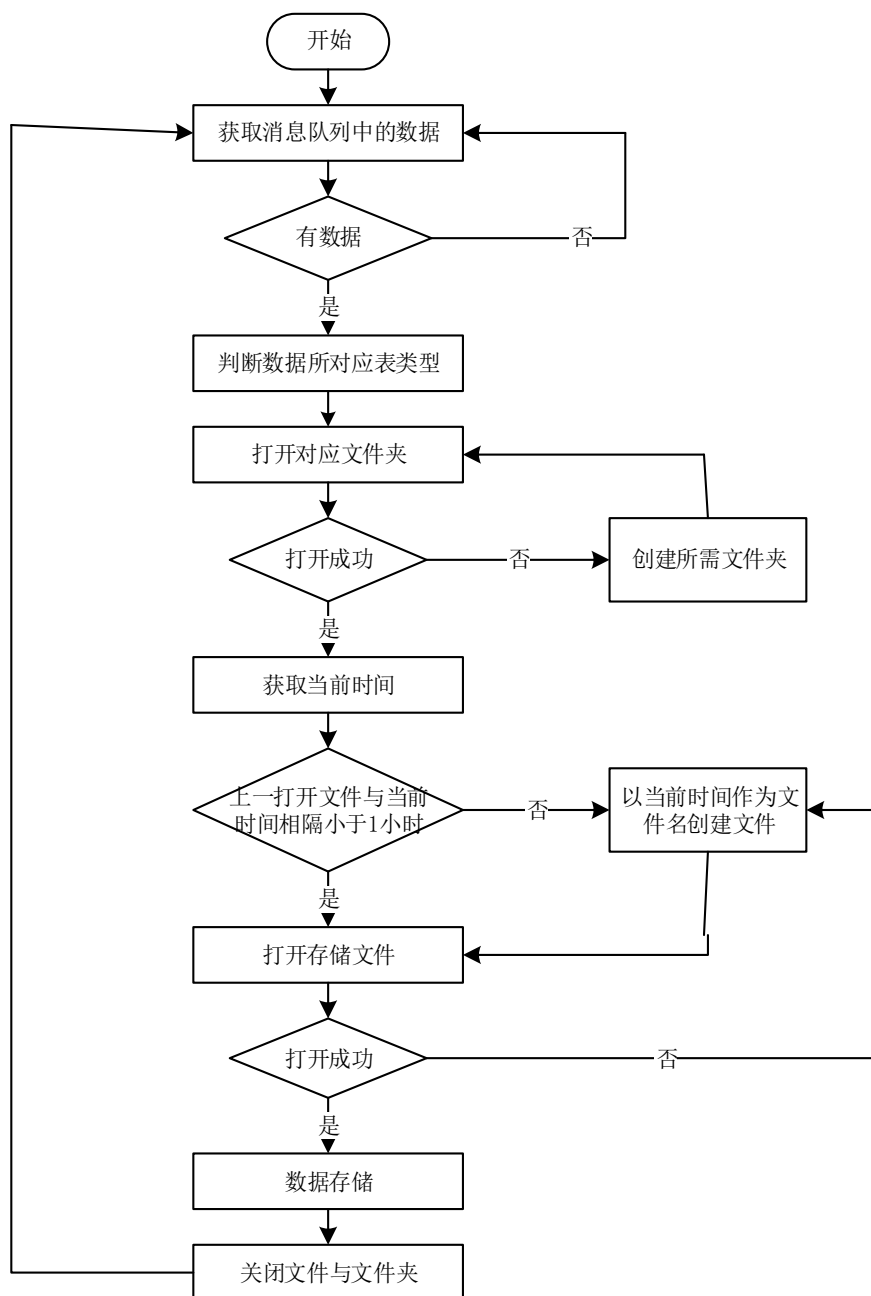 开始
获取消息队列中的数据
有数据
否
是
判断数据所对应表类型
打开对应文件夹
打开成功
否
创建所需文件夹
是
获取当前时间
上一打开文件与当前
时间相隔小于1小时
否
以当前时间作为文
件名创建文件
是
打开存储文件
打开成功
否
是
数据存储
关闭文件与文件夹